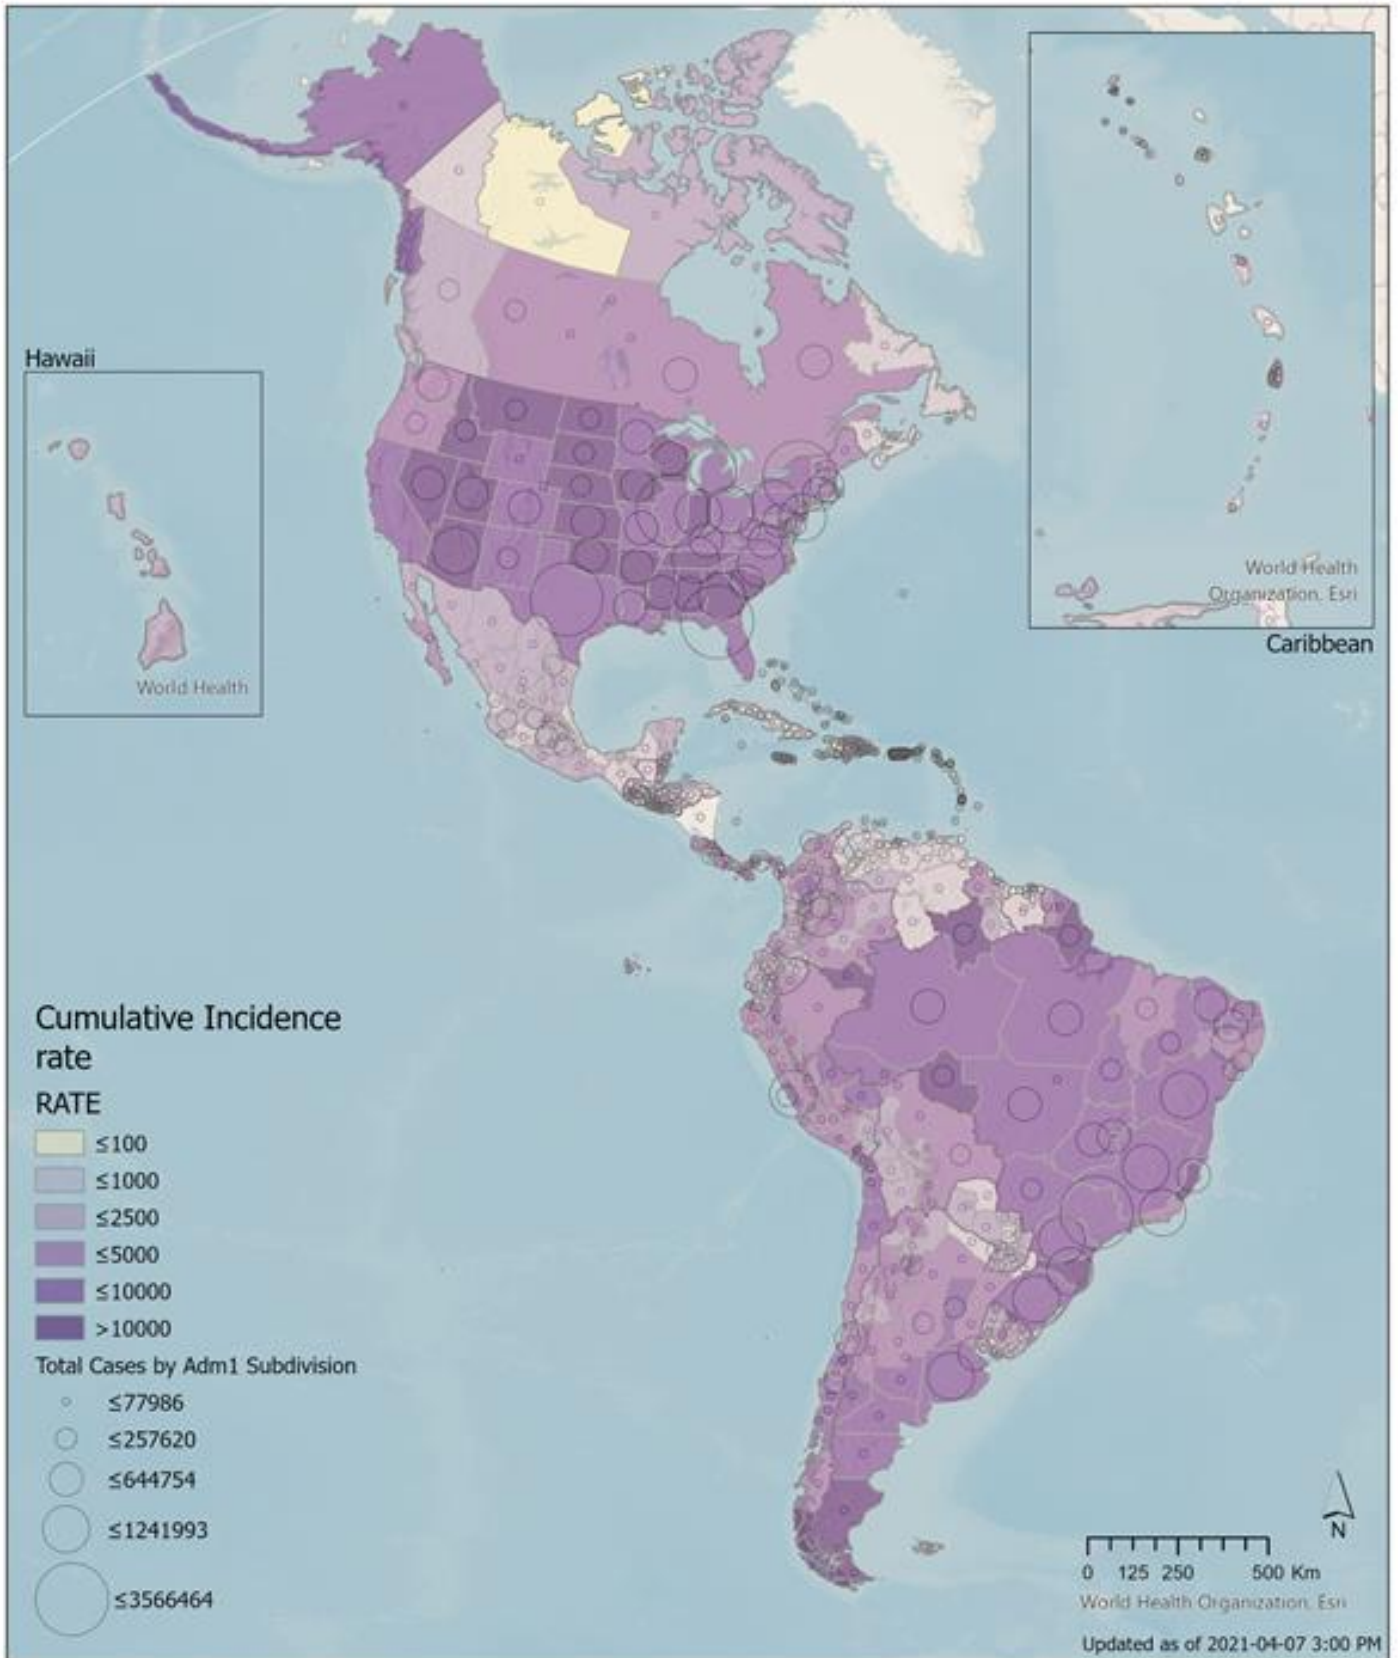 Hawaii
World Health
World Health
Organization, Esri
Caribbean
Cumulative Incidence
rate
RATE
≤100
≤1000
≤2500
≤5000
≤10000
>10000
Total Cases by Adm1 Subdivision
≤77986
≤257620
≤644754
≤1241993
≤3566464
N
0 125 250 500 Km
World Health Organization, Esri
Updated as of 2021-04-07 3:00 PM